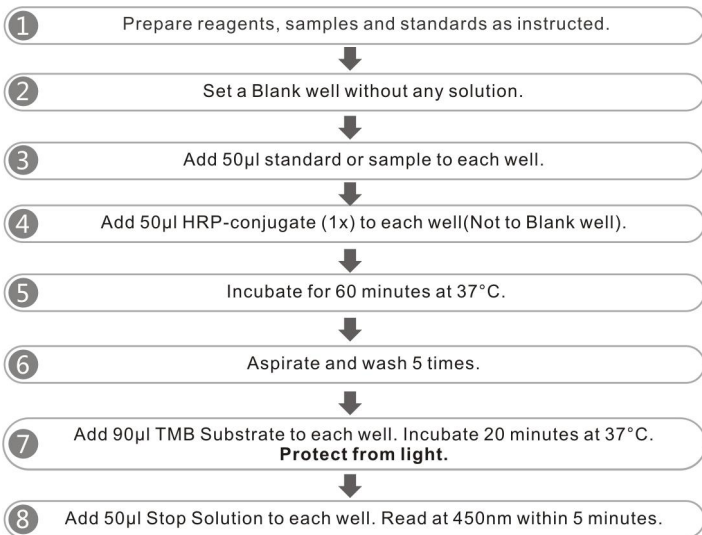 1 Prepare reagents, samples and standards as instructed.
2 Set a Blank well without any solution.
3 Add 50µl standard or sample to each well.
4 Add 50µl HRP-conjugate (1x) to each well(Not to Blank well).
5 Incubate for 60 minutes at 37°C.
6 Aspirate and wash 5 times.
7 Add 90µl TMB Substrate to each well. Incubate 20 minutes at 37°C.
Protect from light.
8 Add 50µl Stop Solution to each well. Read at 450nm within 5 minutes.